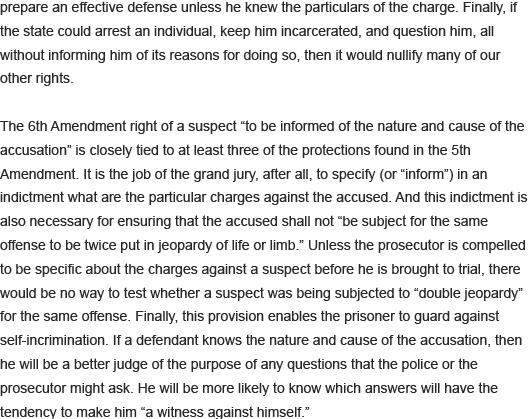 prepare an effective defense unless he knew the particulars of the charge. Finally, if
the state could arrest an individual, keep him incarcerated, and question him, all
without informing him of its reasons for doing so, then it would nullify many of our
other rights.
The 6th Amendment right of a suspect “to be informed of the nature and cause of the
accusation” is closely tied to at least three of the protections found in the 5th
Amendment. It is the job of the grand jury, after all, to specify (or “inform”) in an
indictment what are the particular charges against the accused. And this indictment is
also necessary for ensuring that the accused shall not “be subject for the same
offense to be twice put in jeopardy of life or limb.” Unless the prosecutor is compelled
to be specific about the charges against a suspect before he is brought to trial, there
would be no way to test whether a suspect was being subjected to “double jeopardy”
for the same offense. Finally, this provision enables the prisoner to guard against
self-incrimination. If a defendant knows the nature and cause of the accusation, then
he will be a better judge of the purpose of any questions that the police or the
prosecutor might ask. He will be more likely to know which answers will have the
tendency to make him “a witness against himself.”